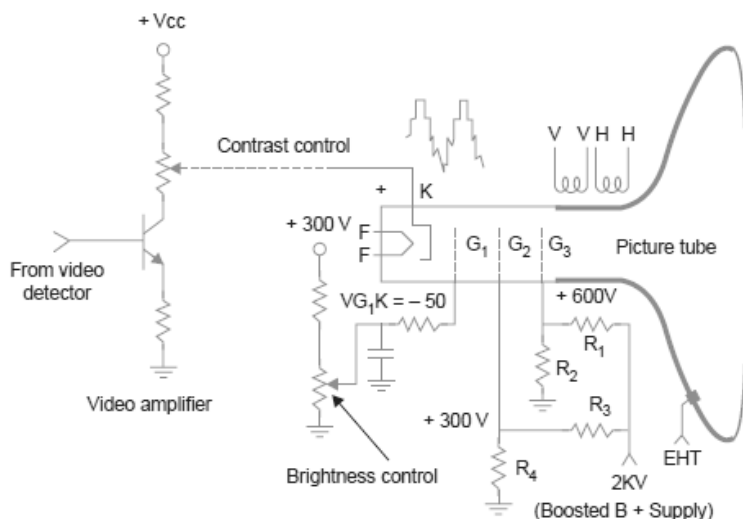 + Vcc
Contrast control
+ K
V V H H
+ 300 V
F
F
G1 G2 G3
Picture tube
From video
detector
VG1K = – 50
+ 600V
R1
R2
Video amplifier
+ 300 V
R3
Brightness control
R4
2KV
EHT
(Boosted B + Supply)